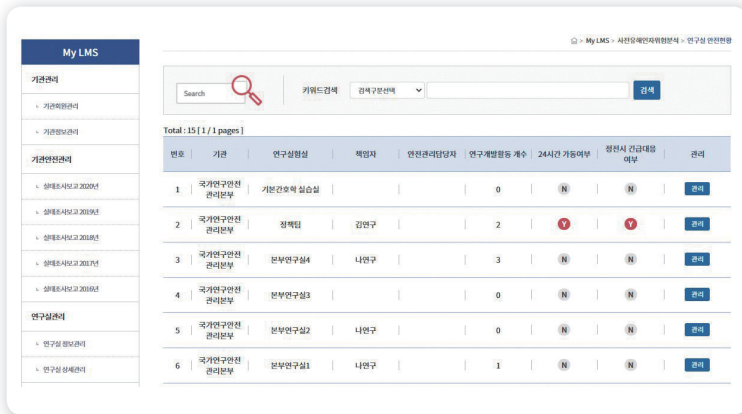 My LMS
기관관리
기관회원관리
기관정보관리
기관안전관리
실태조사보고 2020년
실태조사보고 2019년
실태조사보고 2018년
실태조사보고 2017년
실태조사보고 2016년
연구실관리
연구실 정보관리
연구실 상세관리
> My LMS > 사전유해인자위험분석 > 연구실 안전현황
Search 키워드검색 검색구분선택 검색
Total : 15 [ 1 / 1 pages ]
번호 기관 연구실험실 책임자 안전관리담당자 연구개발활동 개수 24시간 가동여부 정전시 긴급대응 여부 관리
1 국가연구안전관리본부 기본간호학 실습실 0 N N 관리
2 국가연구안전관리본부 정책팀 김연구 2 Y Y 관리
3 국가연구안전관리본부 본부연구실4 나연구 3 N N 관리
4 국가연구안전관리본부 본부연구실3 0 N N 관리
5 국가연구안전관리본부 본부연구실2 나연구 0 N N 관리
6 국가연구안전관리본부 본부연구실1 나연구 1 N N 관리